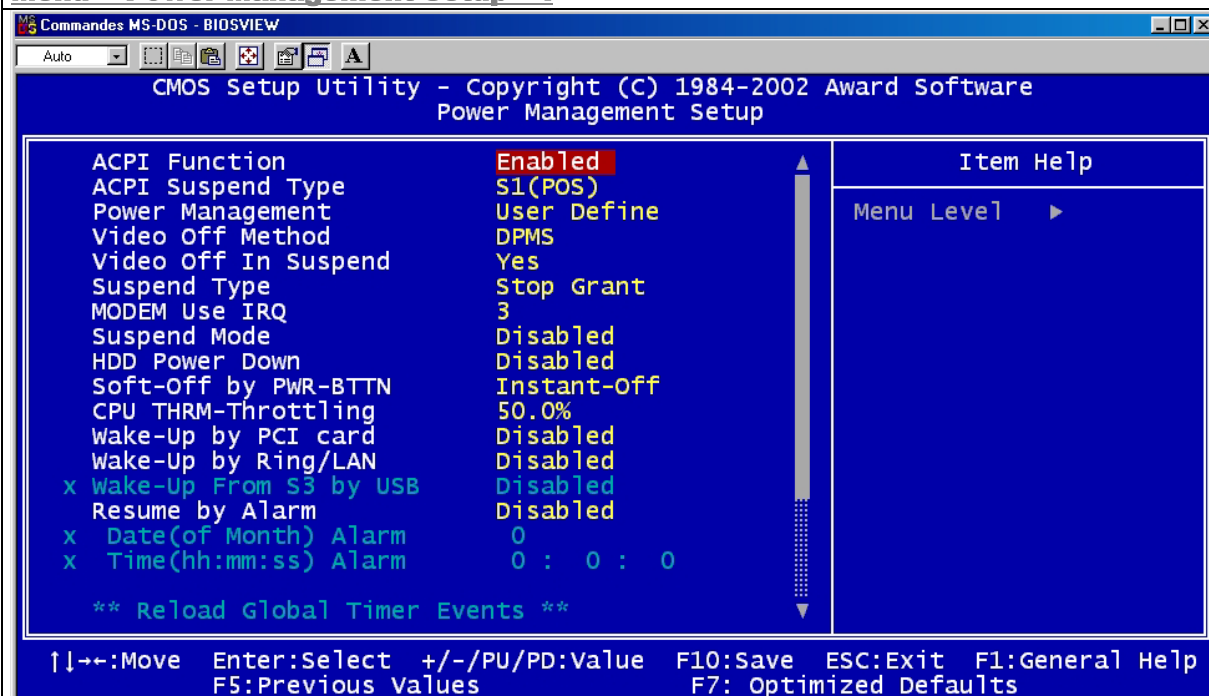 menu « Power Management Setup » :
Commandes MS-DOS - BIOSVIEW
Auto A
CMOS Setup Utility - Copyright (C) 1984-2002 Award Software
Power Management Setup
ACPI Function Enabled
ACPI Suspend Type S1(POS)
Power Management User Define
Video Off Method DPMS
Video Off In Suspend Yes
Suspend Type Stop Grant
MODEM Use IRQ 3
Suspend Mode Disabled
HDD Power Down Disabled
Soft-Off by PWR-BTTN Instant-Off
CPU THRM-Throttling 50.0%
Wake-Up by PCI card Disabled
Wake-Up by Ring/LAN Disabled
x Wake-Up From S3 by USB Disabled
Resume by Alarm Disabled
x Date(of Month) Alarm 0
x Time(hh:mm:ss) Alarm 0 : 0 : 0
** Reload Global Timer Events **
Item Help
Menu Level ►
↑↓→←:Move Enter:Select +/-/PU/PD:Value F10:Save ESC:Exit F1:General Help
F5:Previous Values F7: Optimized Defaults